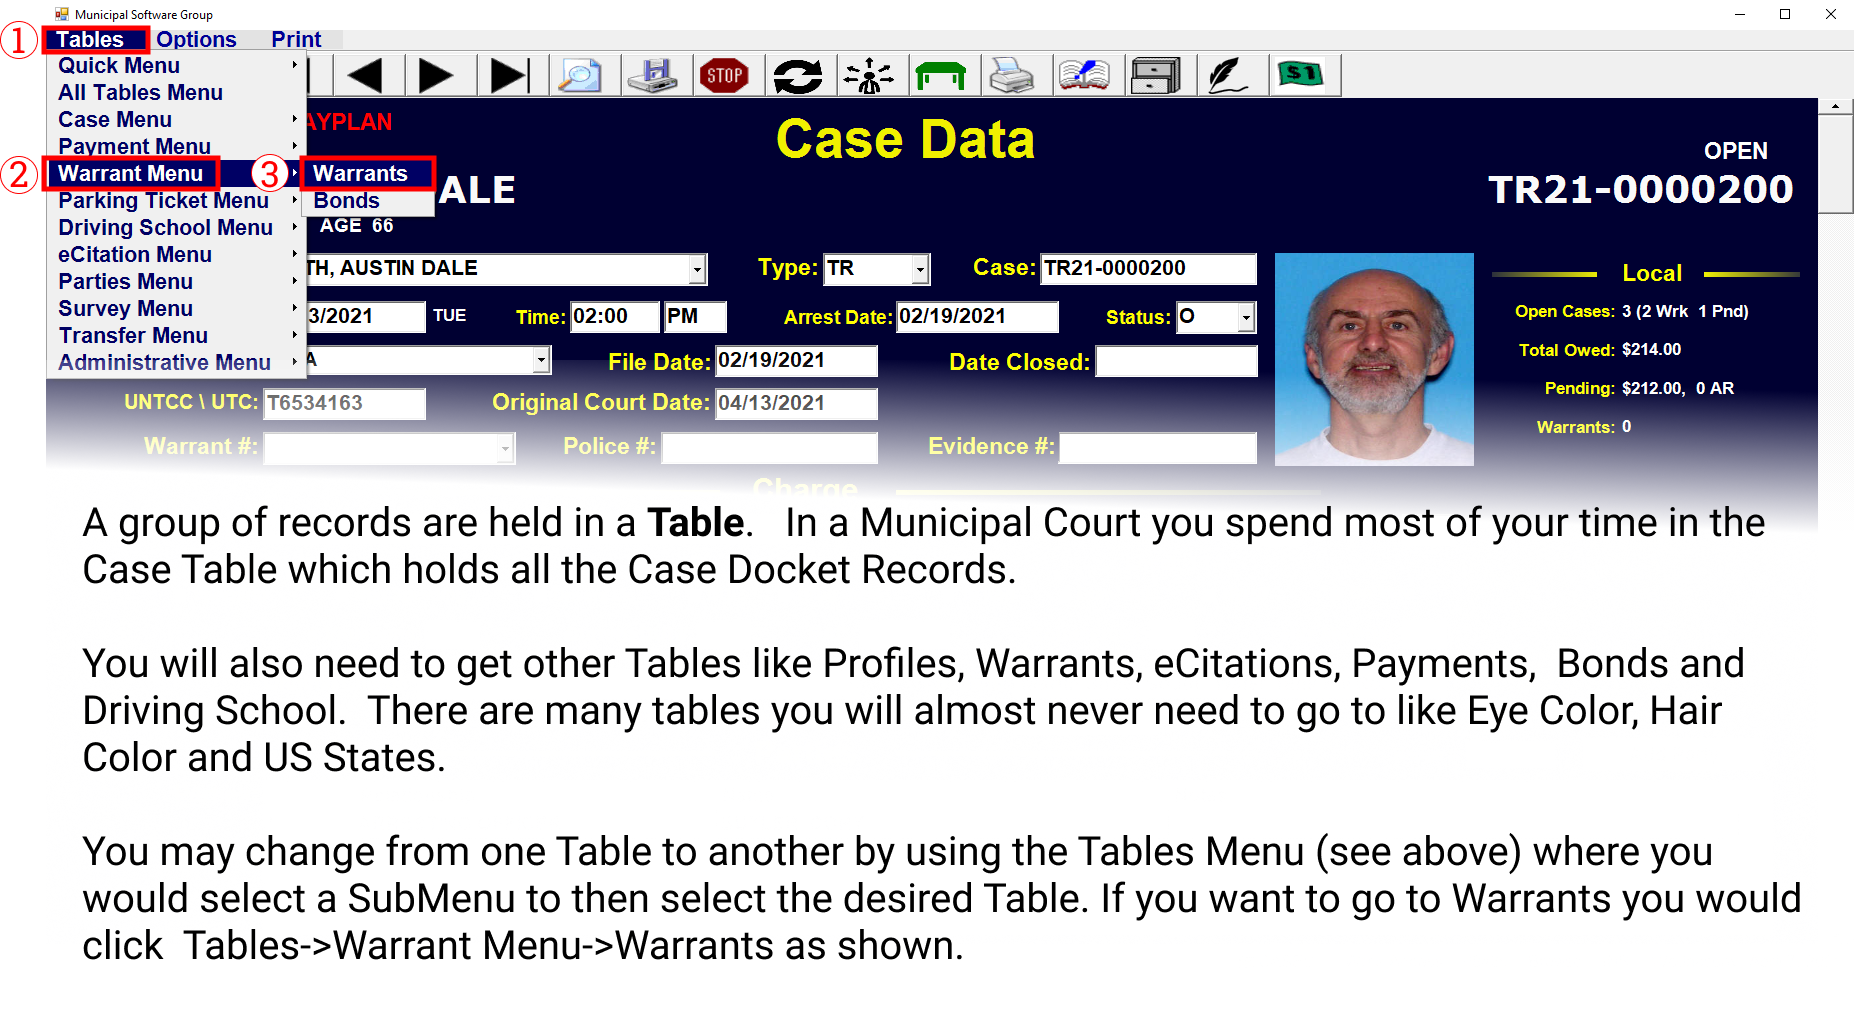 Municipal Software Group
① Tables Options Print
Quick Menu
All Tables Menu
Case Menu
Payment Menu
② Warrant Menu ③ Warrants
Parking Ticket Menu Bonds
Driving School Menu
eCitation Menu
Parties Menu
Survey Menu
Transfer Menu
Administrative Menu
STOP
$1
AYPLAN
Case Data
OPEN
ALE
TR21-0000200
AGE 66
TH, AUSTIN DALE Type: TR Case: TR21-0000200
3/2021 TUE Time: 02:00 PM Arrest Date: 02/19/2021 Status: O
A File Date: 02/19/2021 Date Closed:
UNTCC \ UTC: T6534163 Original Court Date: 04/13/2021
Warrant #: Police #: Evidence #:
Local
Open Cases: 3 (2 Wrk 1 Pnd)
Total Owed: $214.00
Pending: $212.00, 0 AR
Warrants: 0
Charge
A group of records are held in a Table. In a Municipal Court you spend most of your time in the
Case Table which holds all the Case Docket Records.
You will also need to get other Tables like Profiles, Warrants, eCitations, Payments, Bonds and
Driving School. There are many tables you will almost never need to go to like Eye Color, Hair
Color and US States.
You may change from one Table to another by using the Tables Menu (see above) where you
would select a SubMenu to then select the desired Table. If you want to go to Warrants you would
click Tables->Warrant Menu->Warrants as shown.